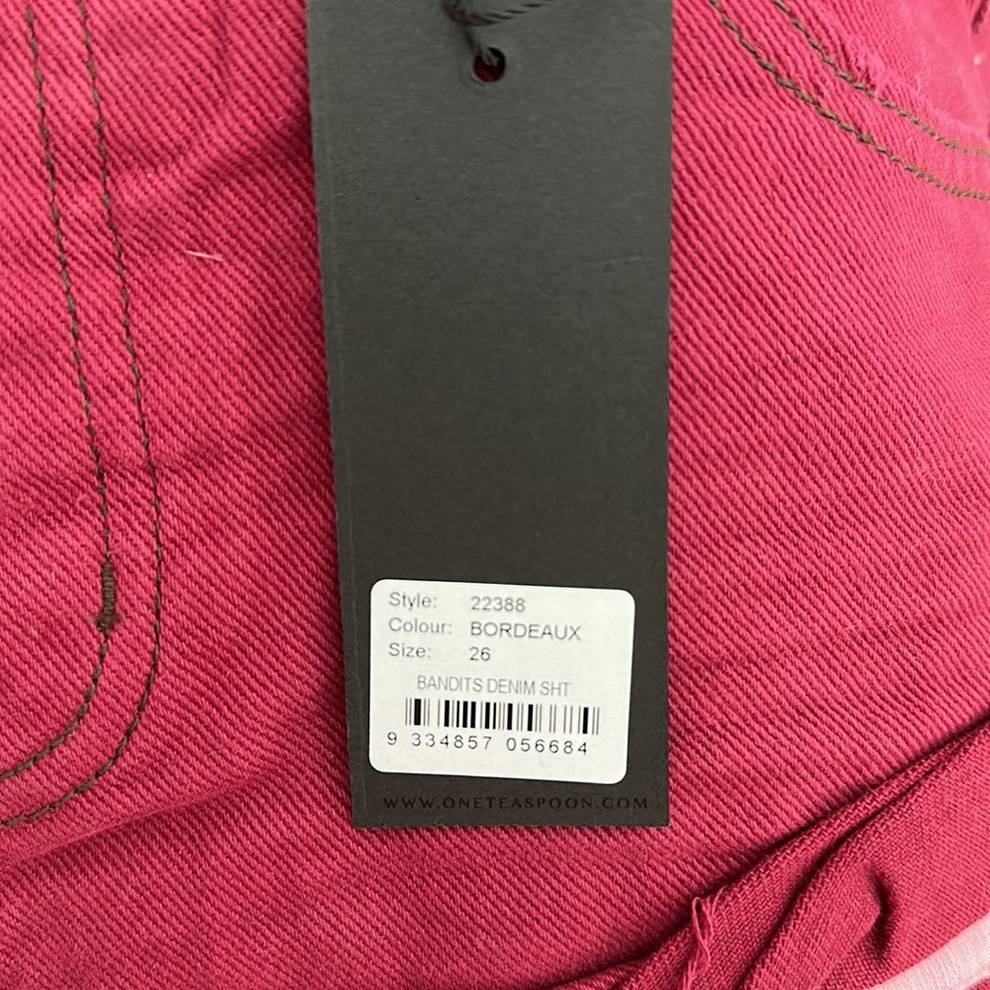 Style: 22388
Colour: BORDEAUX
Size: 26
BANDITS DENIM SHT
9 334857 056684
WWW.ONETEASPOON.COM